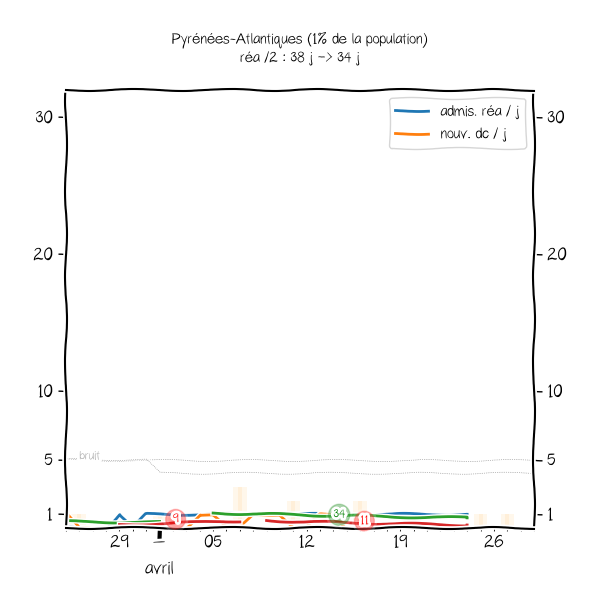 Pyrénées-Atlantiques (1% de la population)
réa /2 : 38 j -> 34 j
admis. réa / j
nouv. dc / j
30 30
20 20
10 10
5 bruit 5
1 9 34 11 1
29 1 05 12 19 26
avril